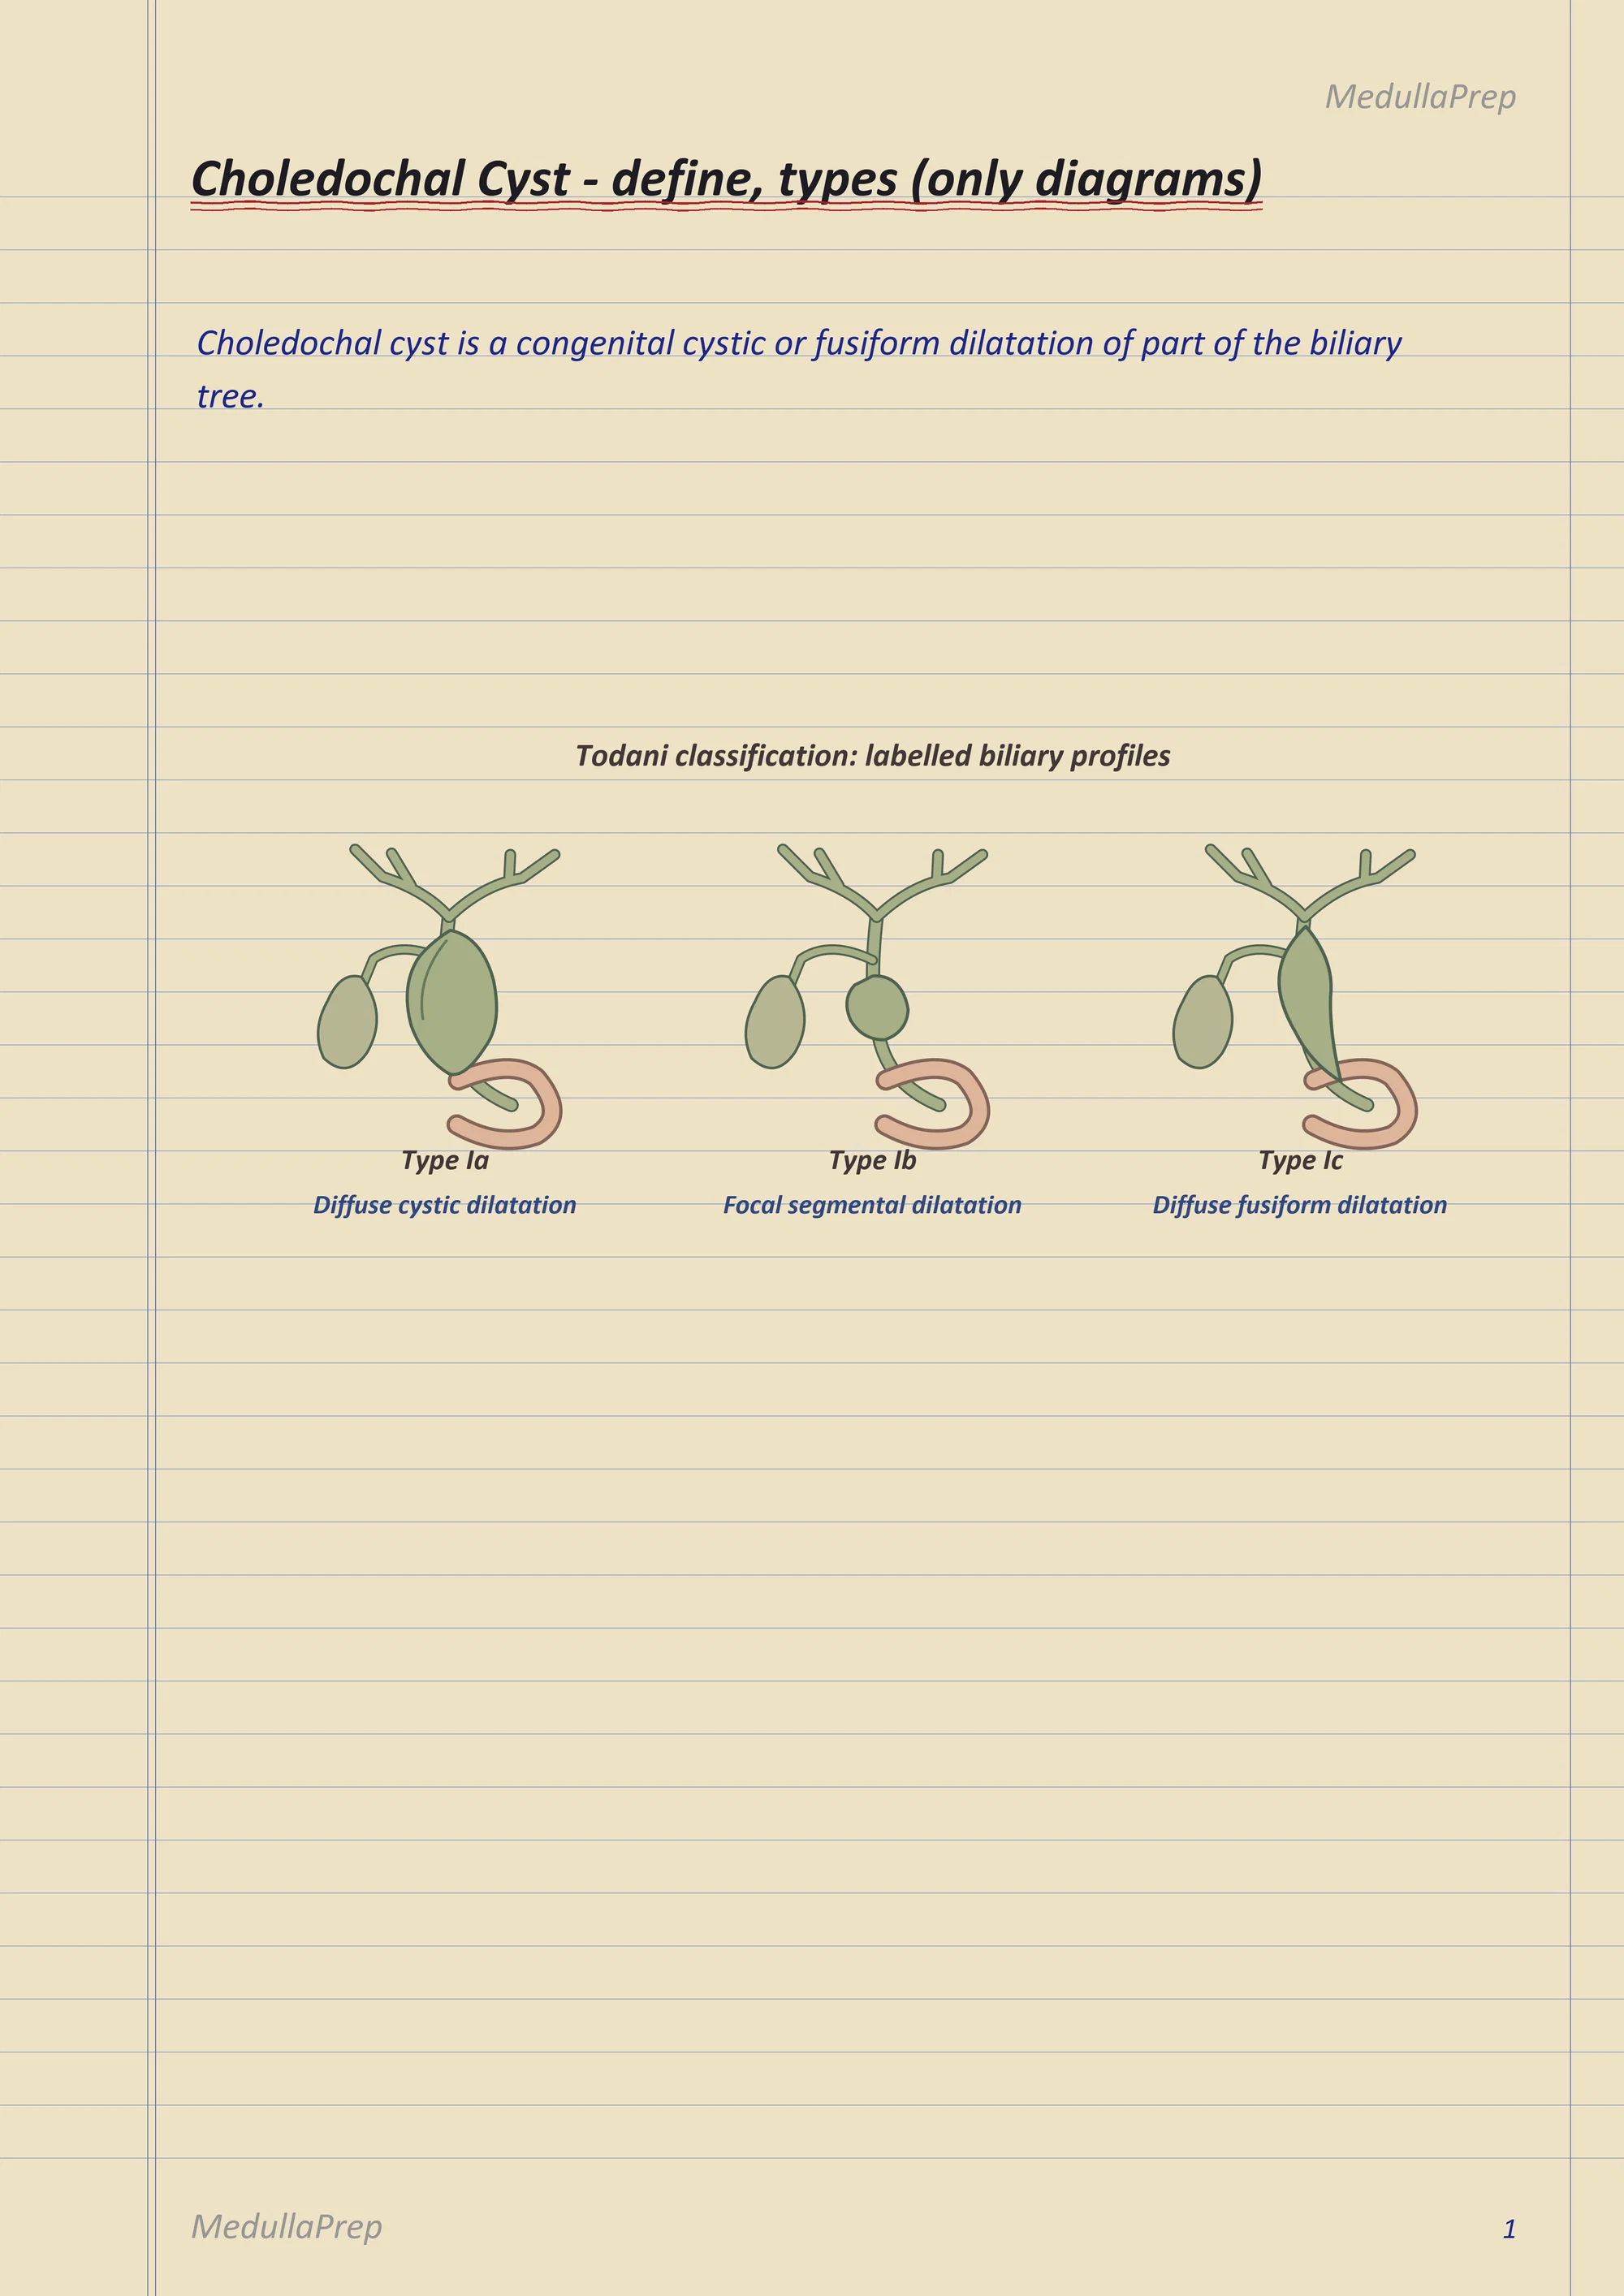 MedullaPrep
Choledochal Cyst - define, types (only diagrams)
Choledochal cyst is a congenital cystic or fusiform dilatation of part of the biliary
tree.
Todani classification: labelled biliary profiles
Type Ia
Diffuse cystic dilatation
Type Ib
Focal segmental dilatation
Type Ic
Diffuse fusiform dilatation
MedullaPrep
1